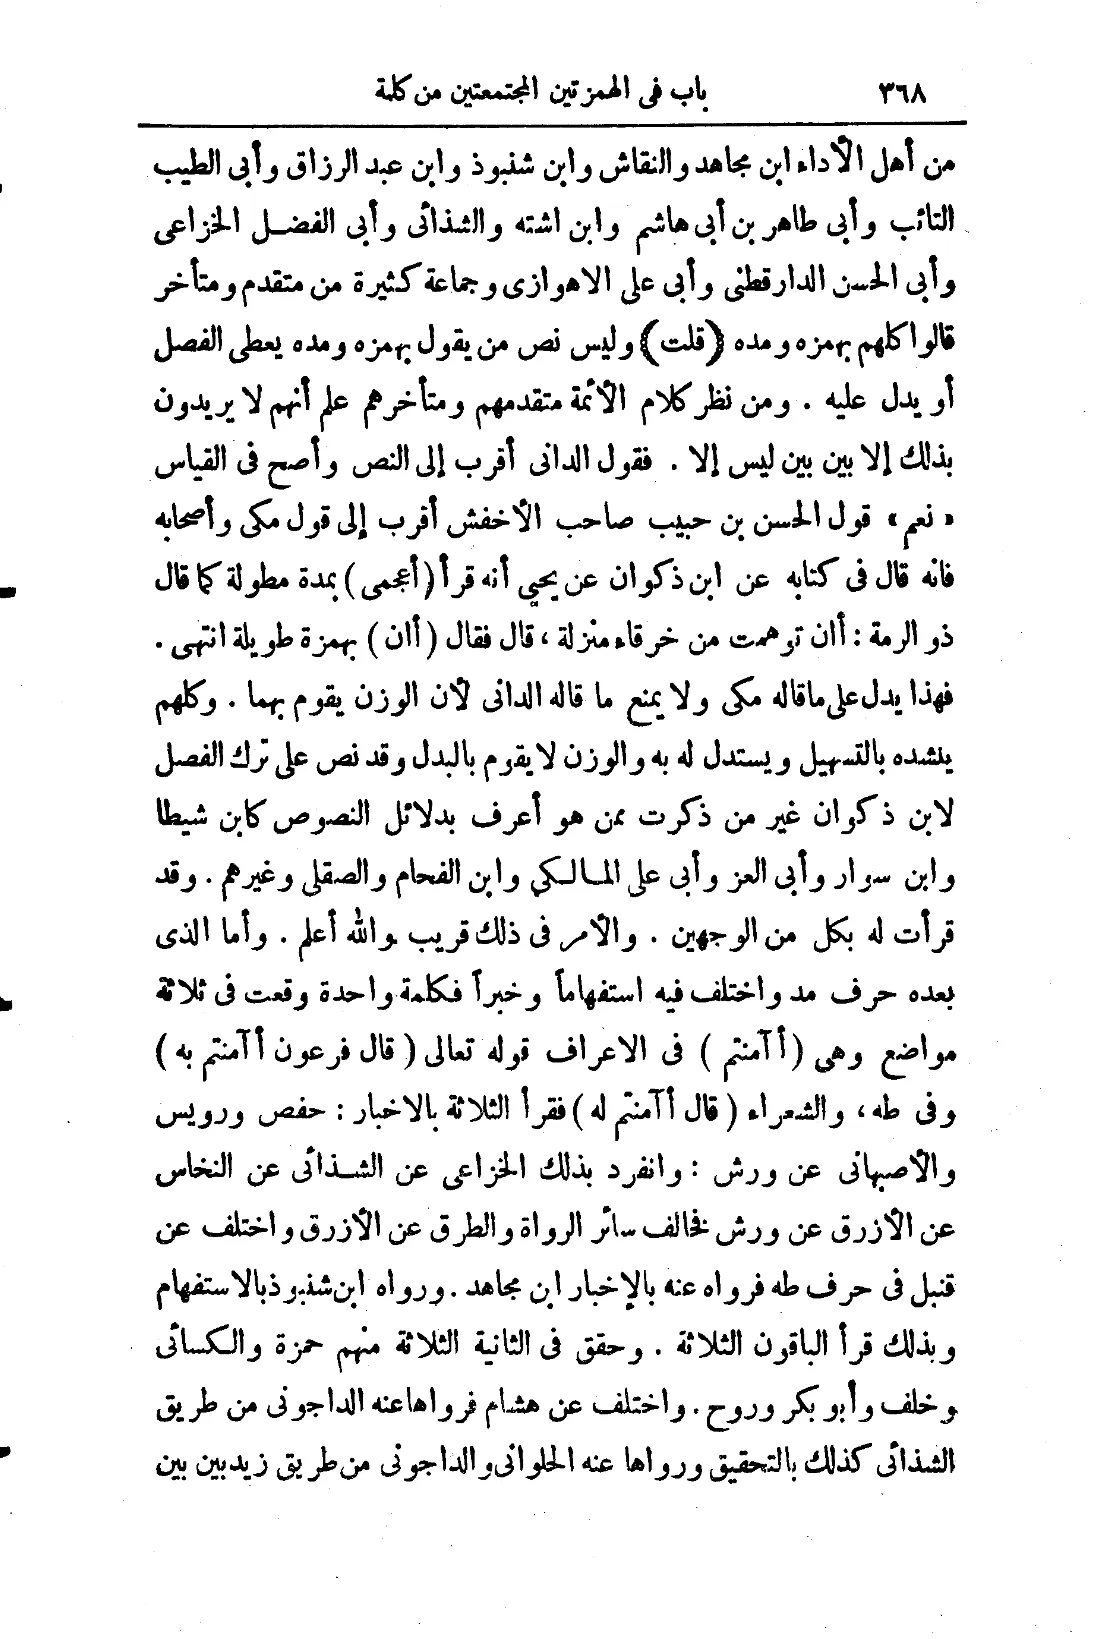 ٣٦٨ باب فى الهمزتين المجتمعتين من كلمة
من أهل الأداء ابن مجاهد والنقاش وابن شنبوذ وابن عبد الرزاق وأبى الطيب
التائب وأبى طاهر بن أبى هاشم وابن اشته والشذائى وأبى الفضل الخزاعى
وأبى الحسن الدارقطنى وأبى على الاهوازى وجماعة كثيرة من متقدم ومتأخر
قالوا كلهم بهمزه ومده (قلت) وليس نص من يقول بهمزه ومده يعطى الفصل
أو يدل عليه . ومن نظر كلام الأئمة متقدمهم ومتأخرهم علم أنهم لا يريدون
بذلك إلا بين بين ليس إلا . فقول الدانى أقرب إلى النص وأصح فى القياس
«نعم» قول الحسن بن حبيب صاحب الأخفش أقرب إلى قول مكى وأصحابه
فانه قال فى كتابه عن ابن ذكوان عن يحيى أنه قرأ (أعجمى) بمدة مطولة كما قال
ذو الرمة : أان توهمت من خرقاء منزلة ، قال فقال (أان) بهمزة طويلة انتهى .
فهذا يدل على ماقاله مكى ولا يمنع ما قاله الدانى لأن الوزن يقوم بهما . وكلهم
ينشده بالتسهيل ويستدل له به والوزن لا يقوم بالبدل وقد نص على ترك الفصل
لابن ذكوان غير من ذكرت ممن هو أعرف بدلائل النصوص كابن شيطا
وابن سوار وأبى العز وأبى على المالكي وابن الفحام والصقلى وغيرهم . وقد
قرأت له بكل من الوجهين . والأمر فى ذلك قريب والله أعلم . وأما الذى
بعده حرف مد واختلف فيه استفهاماً وخبراً فكلمة واحدة وقعت فى ثلاثة
مواضع وهى (أآمنتم) فى الاعراف قوله تعالى (قال فرعون أآمنتم به)
وفى طه، والشعراء (قال أآمنتم له) فقرأ الثلاثة بالاخبار : حفص ورويس
والأصبهانى عن ورش : وانفرد بذلك الخزاعى عن الشذائى عن النخاس
عن الأزرق عن ورش فخالف سائر الرواة والطرق عن الأزرق واختلف عن
قنبل فى حرف طه فرواه عنه بالإخبار ابن مجاهد . ورواه ابن شنبوذ بالاستفهام
وبذلك قرأ الباقون الثلاثة . وحقق فى الثانية الثلاثة منهم حمزة والكسائى
وخلف وأبو بكر وروح. واختلف عن هشام فرواها عنه الداجونى من طريق
الشذائى كذلك بالتحقيق ورواها عنه الحلوانى والداجونى من طريق زيد بين بين